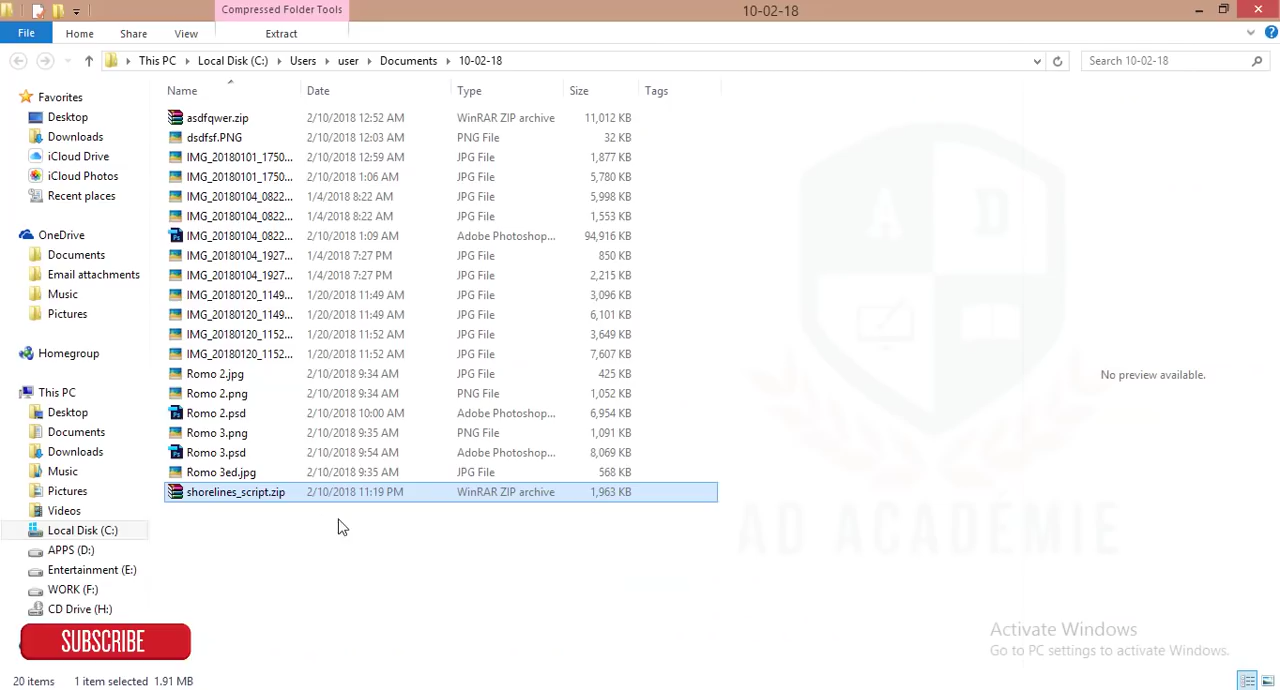 Compressed Folder Tools
10-02-18
File Home Share View Extract
This PC Local Disk (C:) Users user Documents 10-02-18
Search 10-02-18
Name Date Type Size Tags
asdfqwer.zip 2/10/2018 12:52 AM WinRAR ZIP archive 11,012 KB
dsdfsf.PNG 2/10/2018 12:03 AM PNG File 32 KB
IMG_20180101_1750... 2/10/2018 12:59 AM JPG File 1,877 KB
IMG_20180101_1750... 2/10/2018 1:06 AM JPG File 5,780 KB
IMG_20180104_0822... 1/4/2018 8:22 AM JPG File 5,998 KB
IMG_20180104_0822... 1/4/2018 8:22 AM JPG File 1,553 KB
IMG_20180104_0822... 2/10/2018 1:09 AM Adobe Photoshop... 94,916 KB
IMG_20180104_1927... 1/4/2018 7:27 PM JPG File 850 KB
IMG_20180104_1927... 1/4/2018 7:27 PM JPG File 2,215 KB
IMG_20180120_1149... 1/20/2018 11:49 AM JPG File 3,096 KB
IMG_20180120_1149... 1/20/2018 11:49 AM JPG File 6,101 KB
IMG_20180120_1152... 1/20/2018 11:52 AM JPG File 3,649 KB
IMG_20180120_1152... 1/20/2018 11:52 AM JPG File 7,607 KB
Romo 2.jpg 2/10/2018 9:34 AM JPG File 425 KB
Romo 2.png 2/10/2018 9:34 AM PNG File 1,052 KB
Romo 2.psd 2/10/2018 10:00 AM Adobe Photoshop... 6,954 KB
Romo 3.png 2/10/2018 9:35 AM PNG File 1,091 KB
Romo 3.psd 2/10/2018 9:54 AM Adobe Photoshop... 8,069 KB
Romo 3ed.jpg 2/10/2018 9:35 AM JPG File 568 KB
shorelines_script.zip 2/10/2018 11:19 PM WinRAR ZIP archive 1,963 KB
Favorites
Desktop
Downloads
iCloud Drive
iCloud Photos
Recent places
OneDrive
Documents
Email attachments
Music
Pictures
Homegroup
This PC
Desktop
Documents
Downloads
Music
Pictures
Videos
Local Disk (C:)
APPS (D:)
Entertainment (E:)
WORK (F:)
CD Drive (H:)
No preview available.
A D
AD ACADÉMIE
SUBSCRIBE
Activate Windows
Go to PC settings to activate Windows.
20 items 1 item selected 1.91 MB